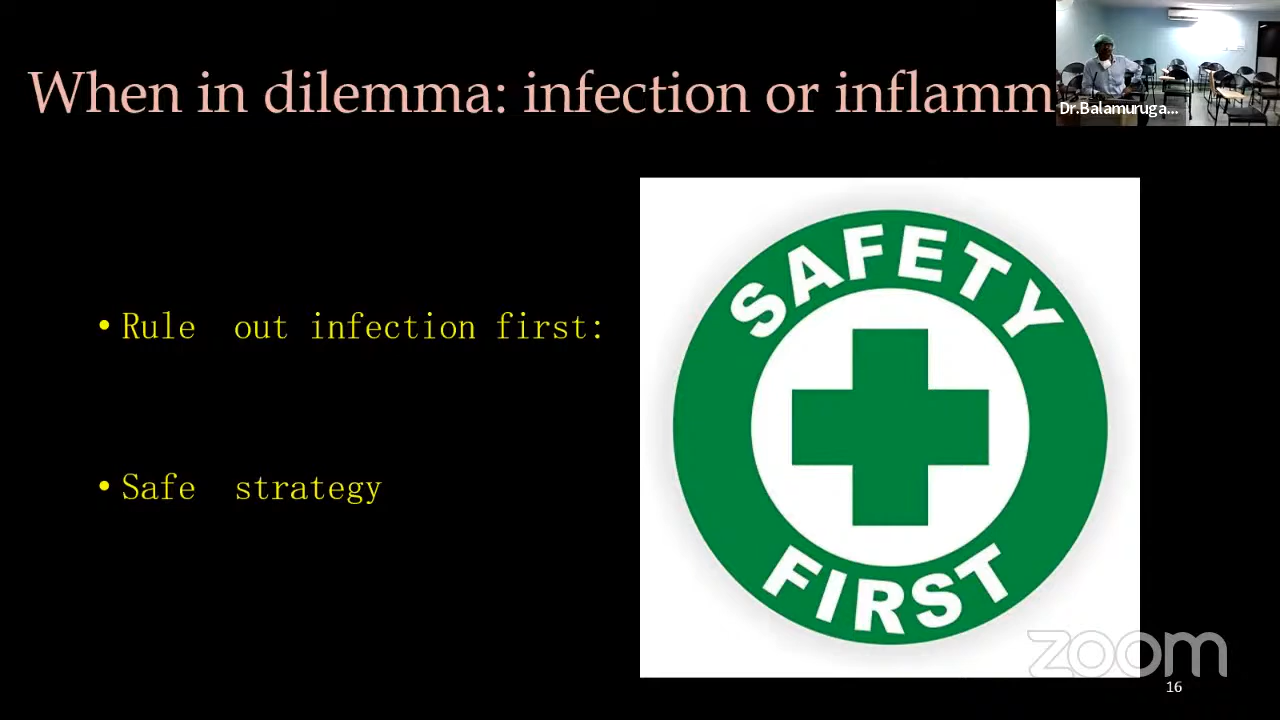 When in dilemma: infection or inflamm
Dr.Balamuruga...
• Rule out infection first:
• Safe strategy
SAFETY
FIRST
zoom
16